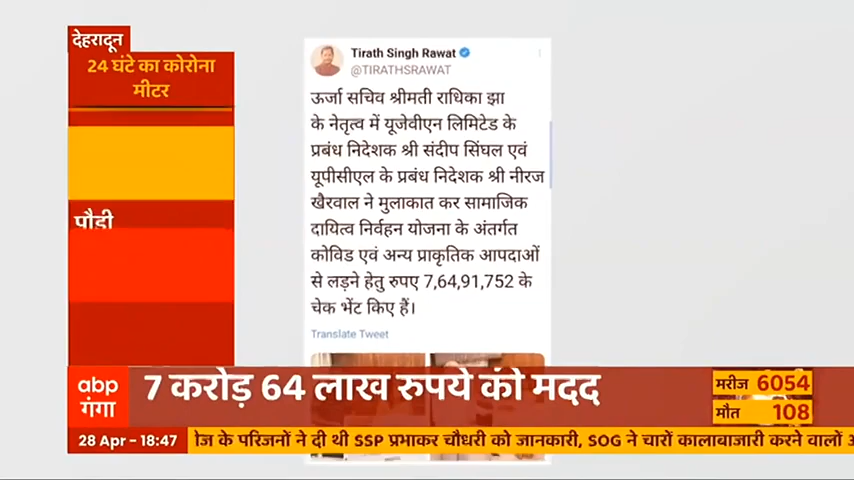 देहरादून
24 घंटे का कोरोना
मीटर
पौड़ी
Tirath Singh Rawat
@TIRATHSRAWAT
ऊर्जा सचिव श्रीमती राधिका झा
के नेतृत्व में यूजेवीएन लिमिटेड के
प्रबंध निदेशक श्री संदीप सिंघल एवं
यूपीसीएल के प्रबंध निदेशक श्री नीरज
खैरवाल ने मुलाकात कर सामाजिक
दायित्व निर्वहन योजना के अंतर्गत
कोविड एवं अन्य प्राकृतिक आपदाओं
से लड़ने हेतु रुपए 7,64,91,752 के
चेक भेंट किए हैं।
Translate Tweet
abp
गंगा
7 करोड़ 64 लाख रुपये की मदद
मरीज 6054
मौत 108
28 Apr - 18:47
के परिजनों ने दी थी SSP प्रभाकर चौधरी को जानकारी, SOG ने चारों कालाबाजारी करने वालों